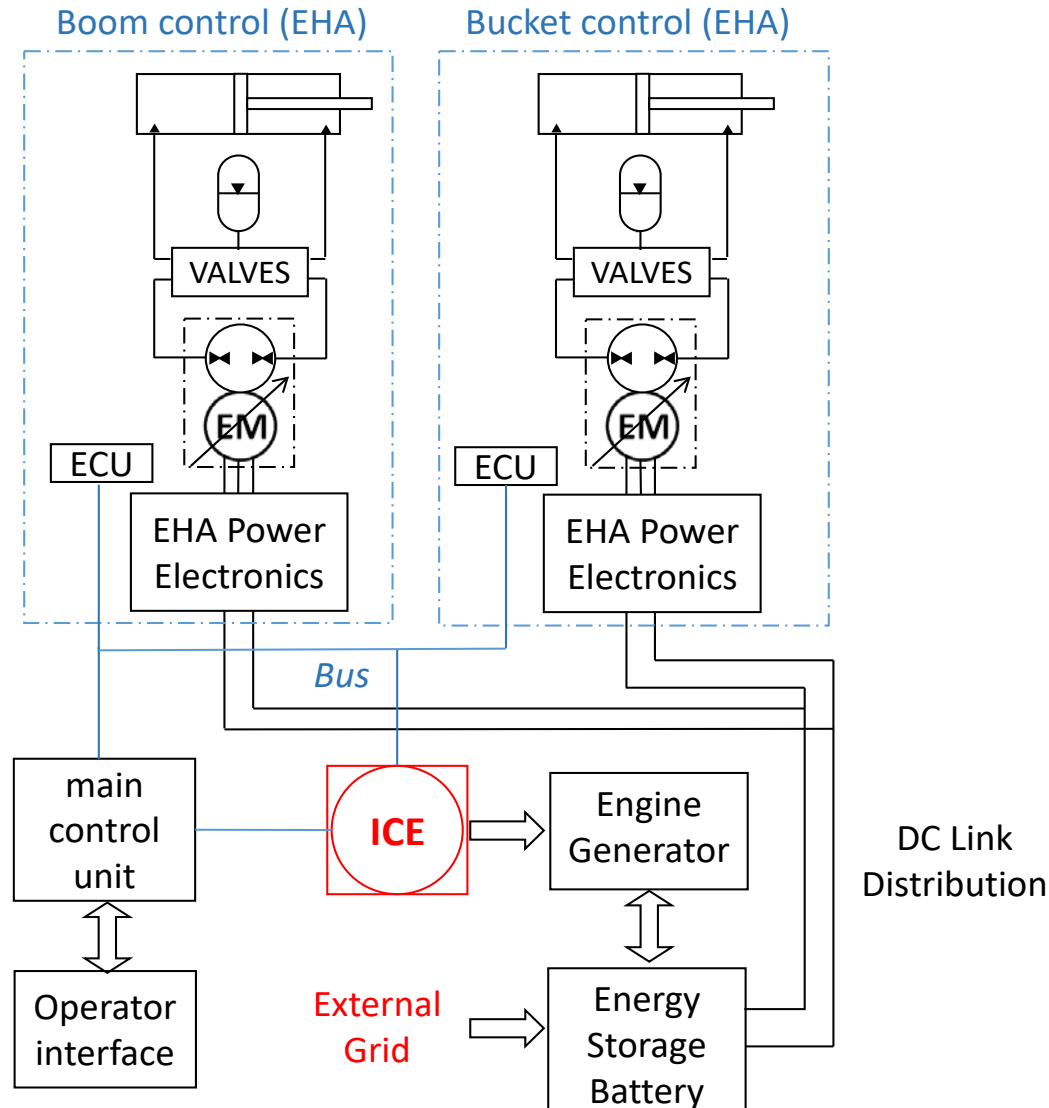 Boom control (EHA)
Bucket control (EHA)
VALVES
VALVES
EM
EM
ECU
ECU
EHA Power
Electronics
EHA Power
Electronics
Bus
main
control
unit
ICE
Engine
Generator
DC Link
Distribution
Operator
interface
External
Grid
Energy
Storage
Battery